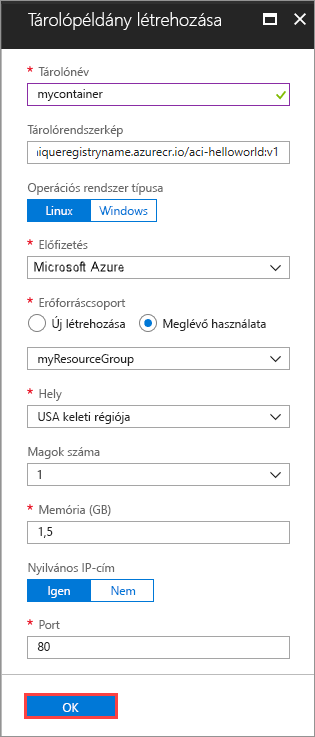 Tárolópéldány létrehozása
* Tárolónév
mycontainer
Tárolórendszerkép
iqueregistryname.azurecr.io/aci-helloworld:v1
Operációs rendszer típusa
Linux Windows
* Előfizetés
Microsoft Azure
* Erőforráscsoport
Új létrehozása Meglévő használata
myResourceGroup
* Hely
USA keleti régiója
Magok száma
1
* Memória (GB)
1,5
Nyilvános IP-cím
Igen Nem
* Port
80
OK